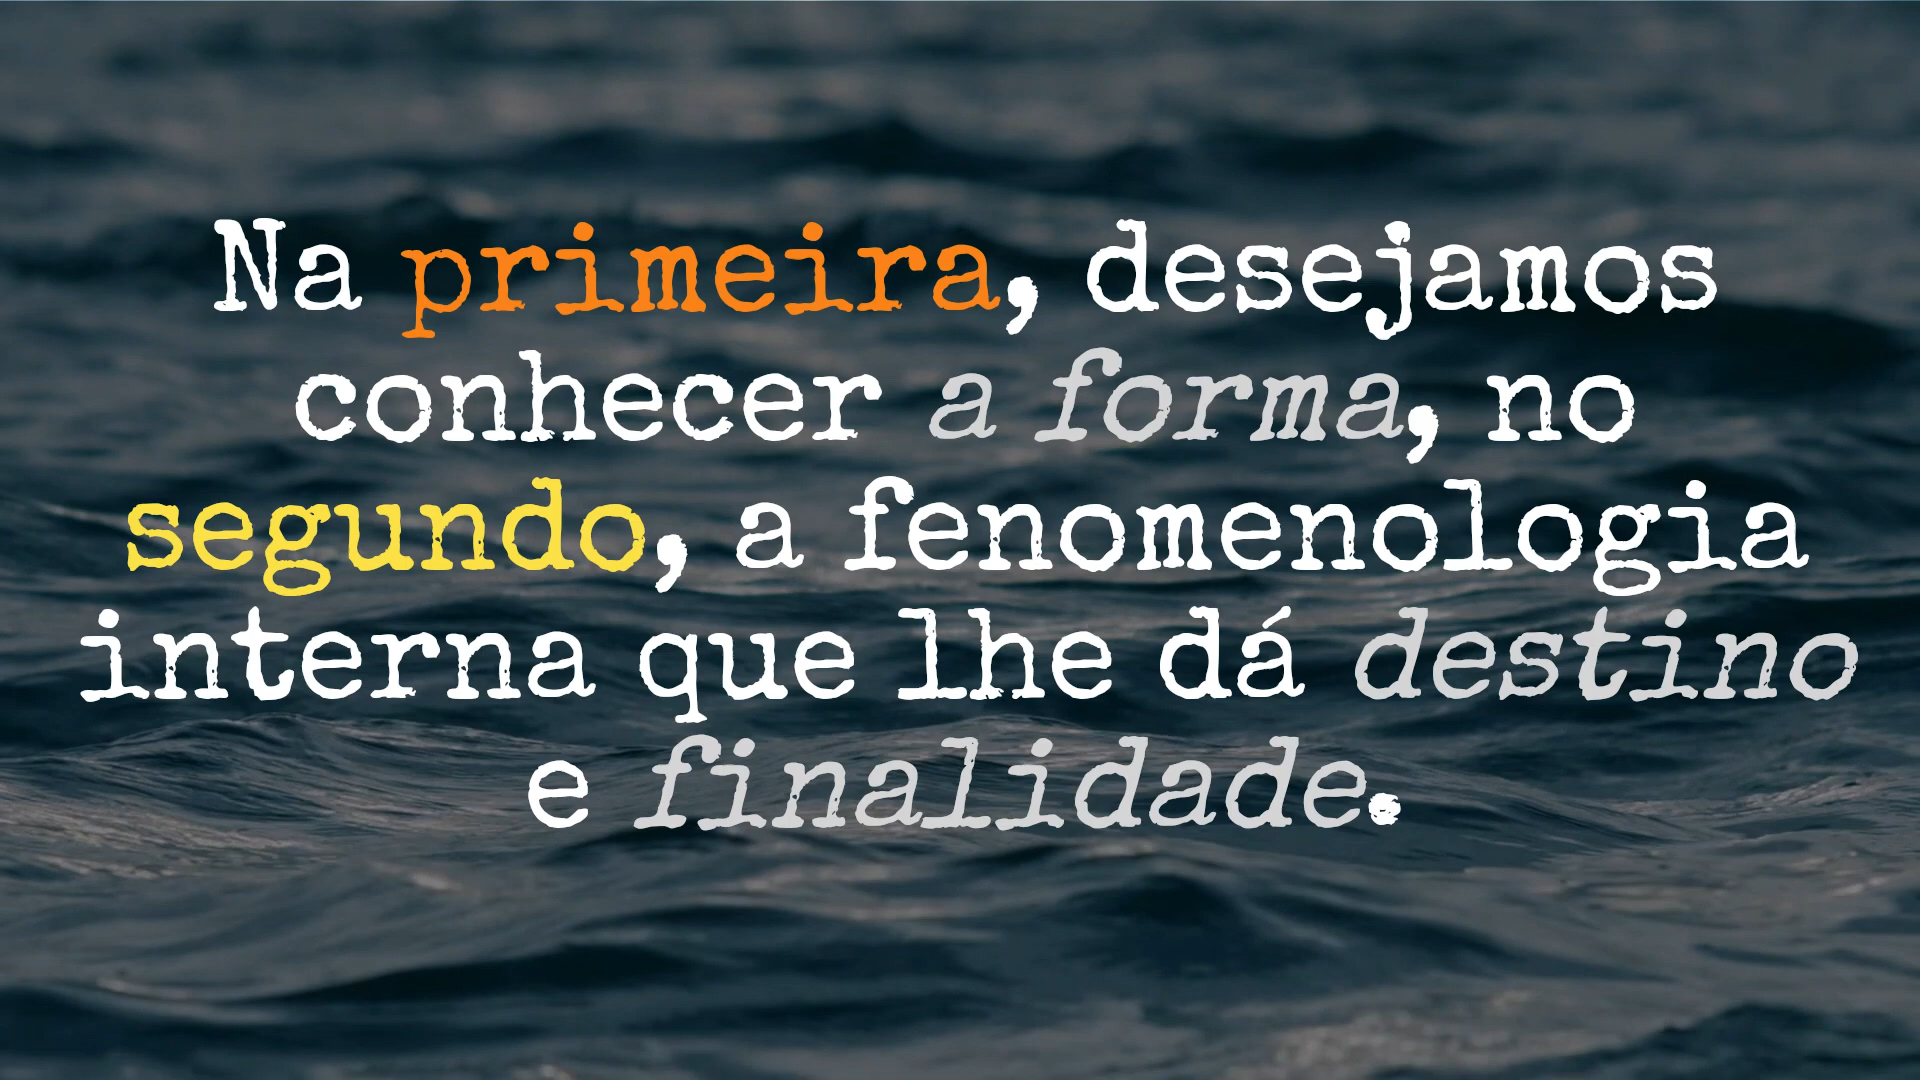 Na primeira, desejamos
conhecer a forma, no
segundo, a fenomenologia
interna que lhe dá destino
e finalidade.